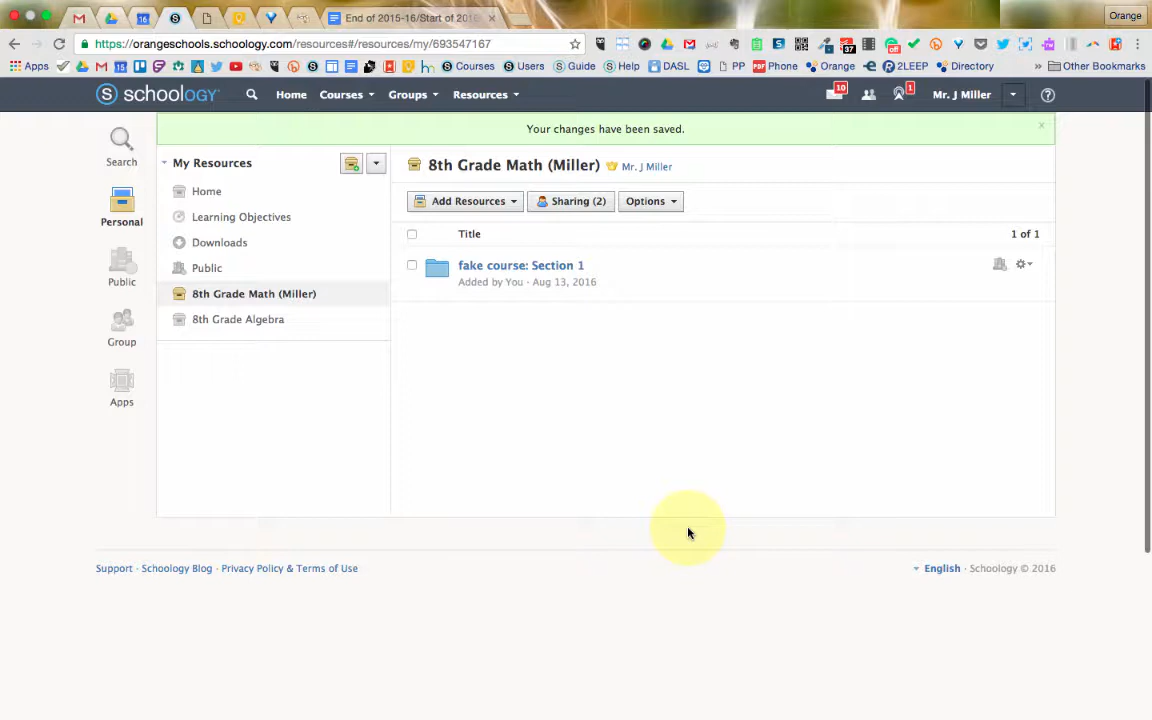 End of 2015-16/Start of 2016
Orange
https://orangeschools.schoology.com/resources#/resources/my/693547167
Apps
Courses
Users
Guide
Help
DASL
PP
Phone
Orange
2LEEP
Directory
» Other Bookmarks
S schoology
Home
Courses
Groups
Resources
10
1
Mr. J Miller
Your changes have been saved.
Search
Personal
Public
Group
Apps
My Resources
Home
Learning Objectives
Downloads
Public
8th Grade Math (Miller)
8th Grade Algebra
8th Grade Math (Miller) Mr. J Miller
Add Resources
Sharing (2)
Options
Title
1 of 1
fake course: Section 1
Added by You · Aug 13, 2016
Support · Schoology Blog · Privacy Policy & Terms of Use
English · Schoology © 2016